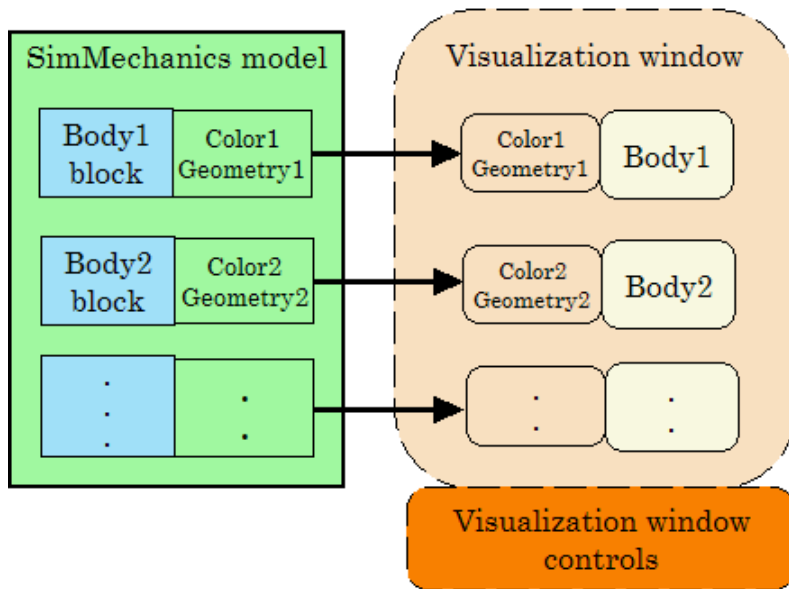 SimMechanics model
Body1
block
Color1
Geometry1
Body2
block
Color2
Geometry2
.
.
.
.
.
Visualization window
Color1
Geometry1
Body1
Color2
Geometry2
Body2
.
.
.
.
Visualization window
controls